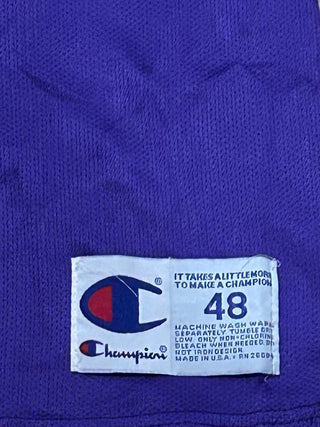 IT TAKES A LITTLE MORE
TO MAKE A CHAMPION
®
48
MACHINE WASH WARM
SEPARATELY TUMBLE DRY
LOW. ONLY NON-CHLORINE
BLEACH WHEN NEEDED. DO
NOT IRON DESIGN.
MADE IN U.S.A. • RN
Champion